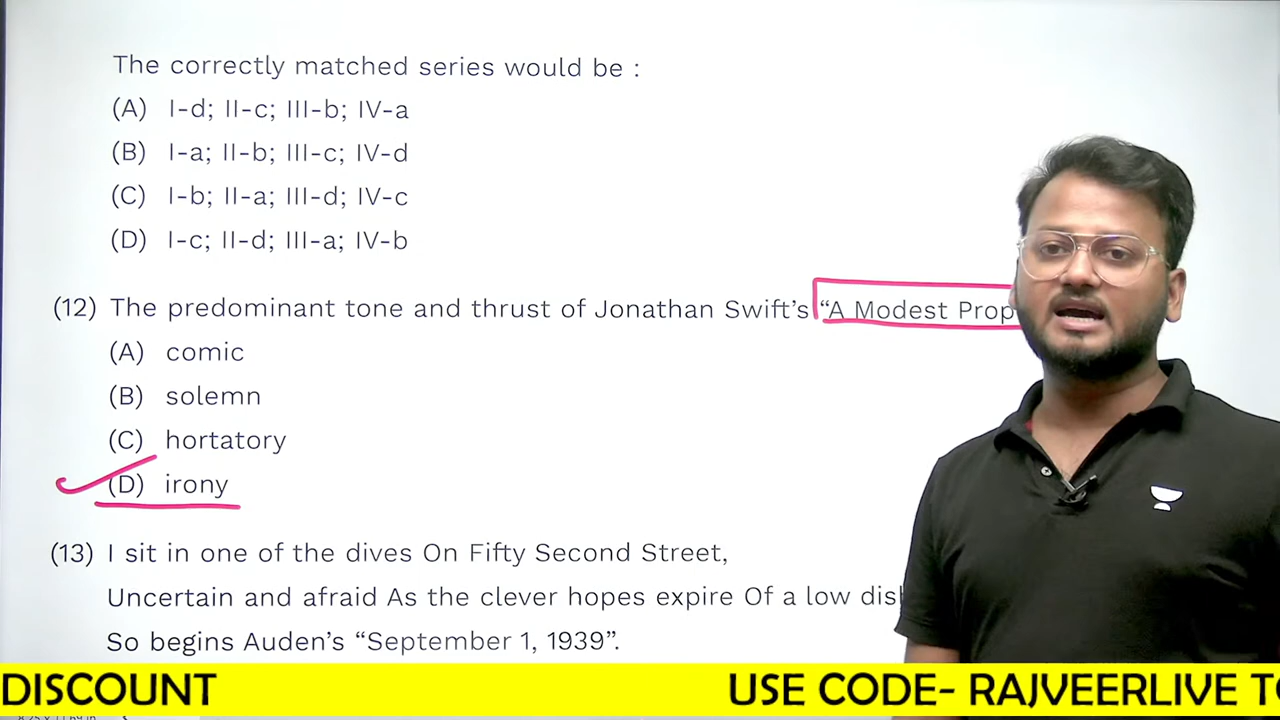 The correctly matched series would be :
(A) I-d; II-c; III-b; IV-a
(B) I-a; II-b; III-c; IV-d
(C) I-b; II-a; III-d; IV-c
(D) I-c; II-d; III-a; IV-b
(12) The predominant tone and thrust of Jonathan Swift's “A Modest Prop
(A) comic
(B) solemn
(C) hortatory
(D) irony
(13) I sit in one of the dives On Fifty Second Street,
Uncertain and afraid As the clever hopes expire Of a low dis
So begins Auden's “September 1, 1939”.
DISCOUNT USE CODE- RAJVEERLIVE